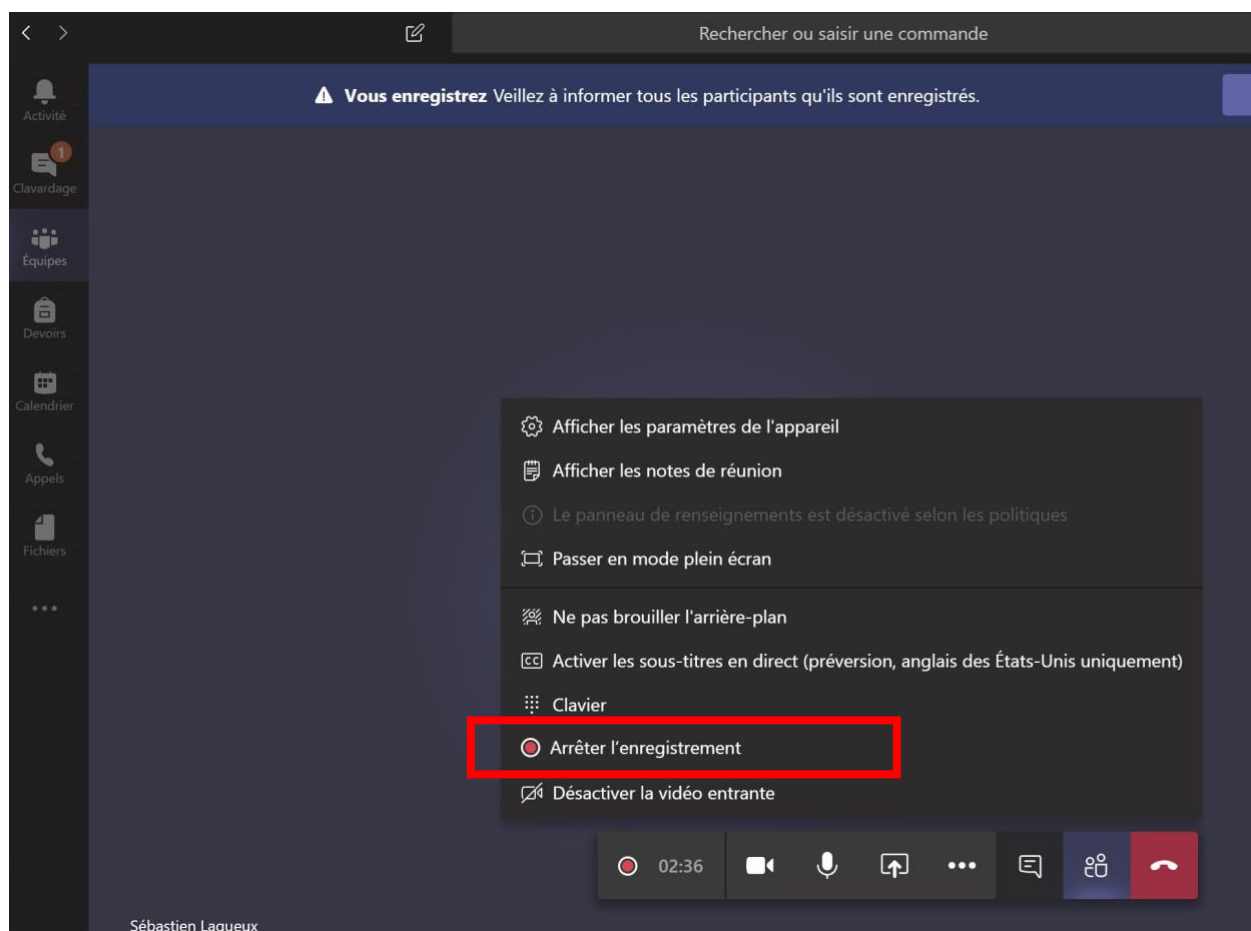 Rechercher ou saisir une commande
Vous enregistrez Veillez à informer tous les participants qu'ils sont enregistrés.
Activité
1
Clavardage
Équipes
Devoirs
Calendrier
Appels
Fichiers
Afficher les paramètres de l'appareil
Afficher les notes de réunion
Le panneau de renseignements est désactivé selon les politiques
Passer en mode plein écran
Ne pas brouiller l'arrière-plan
CC Activer les sous-titres en direct (préversion, anglais des États-Unis uniquement)
Clavier
Arrêter l’enregistrement
Désactiver la vidéo entrante
02:36
Sébastien Laqueux